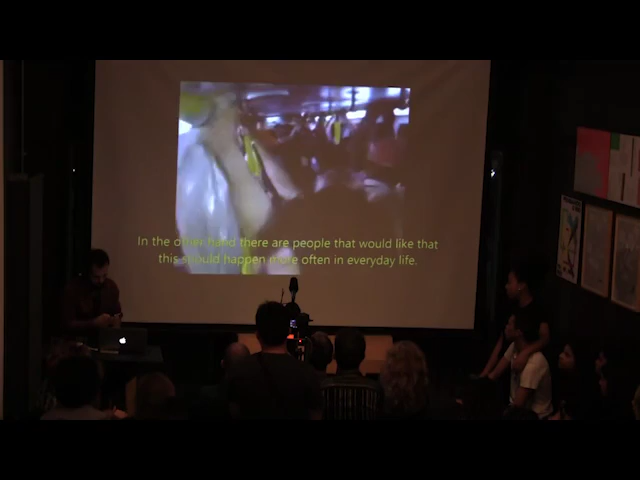 In the other hand there are people that would like that
this should happen more often in everyday life.